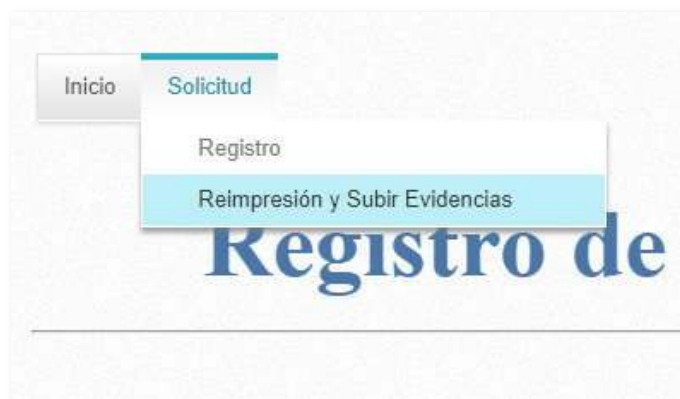 Inicio Solicitud
Registro
Reimpresión y Subir Evidencias
Registro de